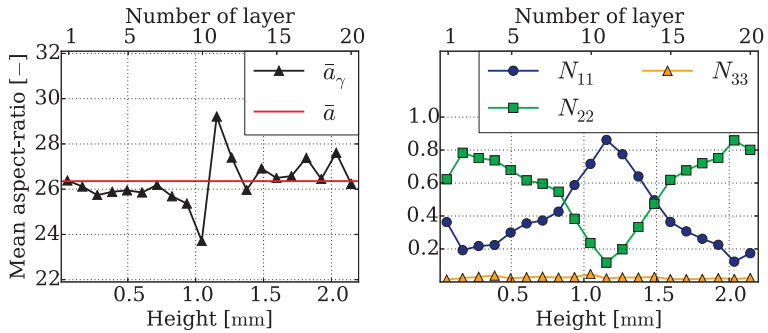 Number of layer
1 5 10 15 20
32
30
28
26
24
22
Mean aspect-ratio [−]
ā_γ
ā
0.5 1.0 1.5 2.0
Height [mm]
Number of layer
1 5 10 15 20
N_11 N_33
N_22
1.0
0.8
0.6
0.4
0.2
0.5 1.0 1.5 2.0
Height [mm]